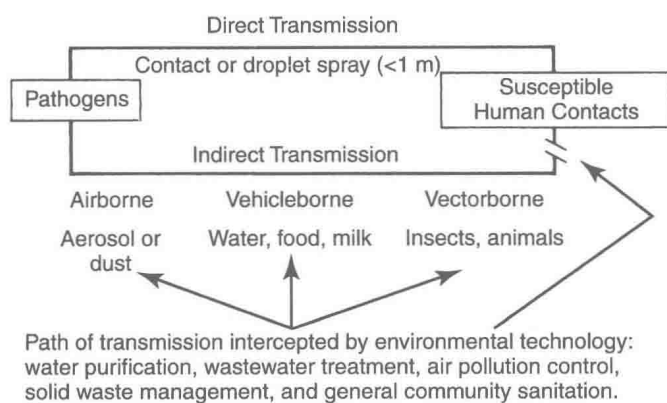 Direct Transmission
Contact or droplet spray (<1 m)
Pathogens
Susceptible
Human Contacts
Indirect Transmission
Airborne
Vehicleborne
Vectorborne
Aerosol or
dust
Water, food, milk
Insects, animals
Path of transmission intercepted by environmental technology:
water purification, wastewater treatment, air pollution control,
solid waste management, and general community sanitation.